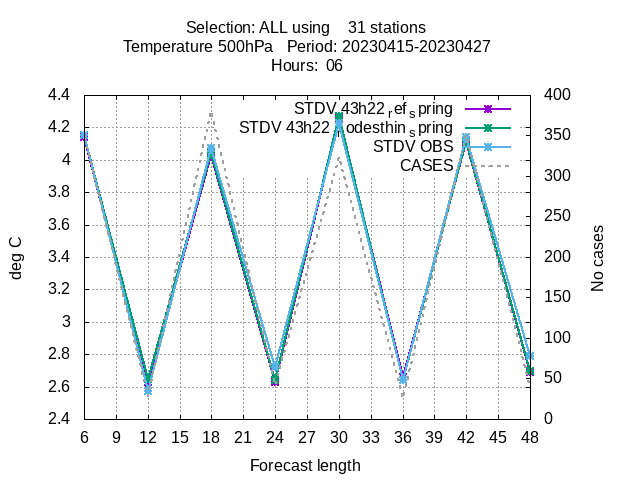 Selection: ALL using 31 stations
Temperature 500hPa Period: 20230415-20230427
Hours: 06
STDV 43h22 ref spring
STDV 43h22 odesthin spring
STDV OBS
CASES
4.4
4.2
4
3.8
3.6
3.4
3.2
3
2.8
2.6
2.4
400
350
300
250
200
150
100
50
0
deg C
No cases
6 9 12 15 18 21 24 27 30 33 36 39 42 45 48
Forecast length